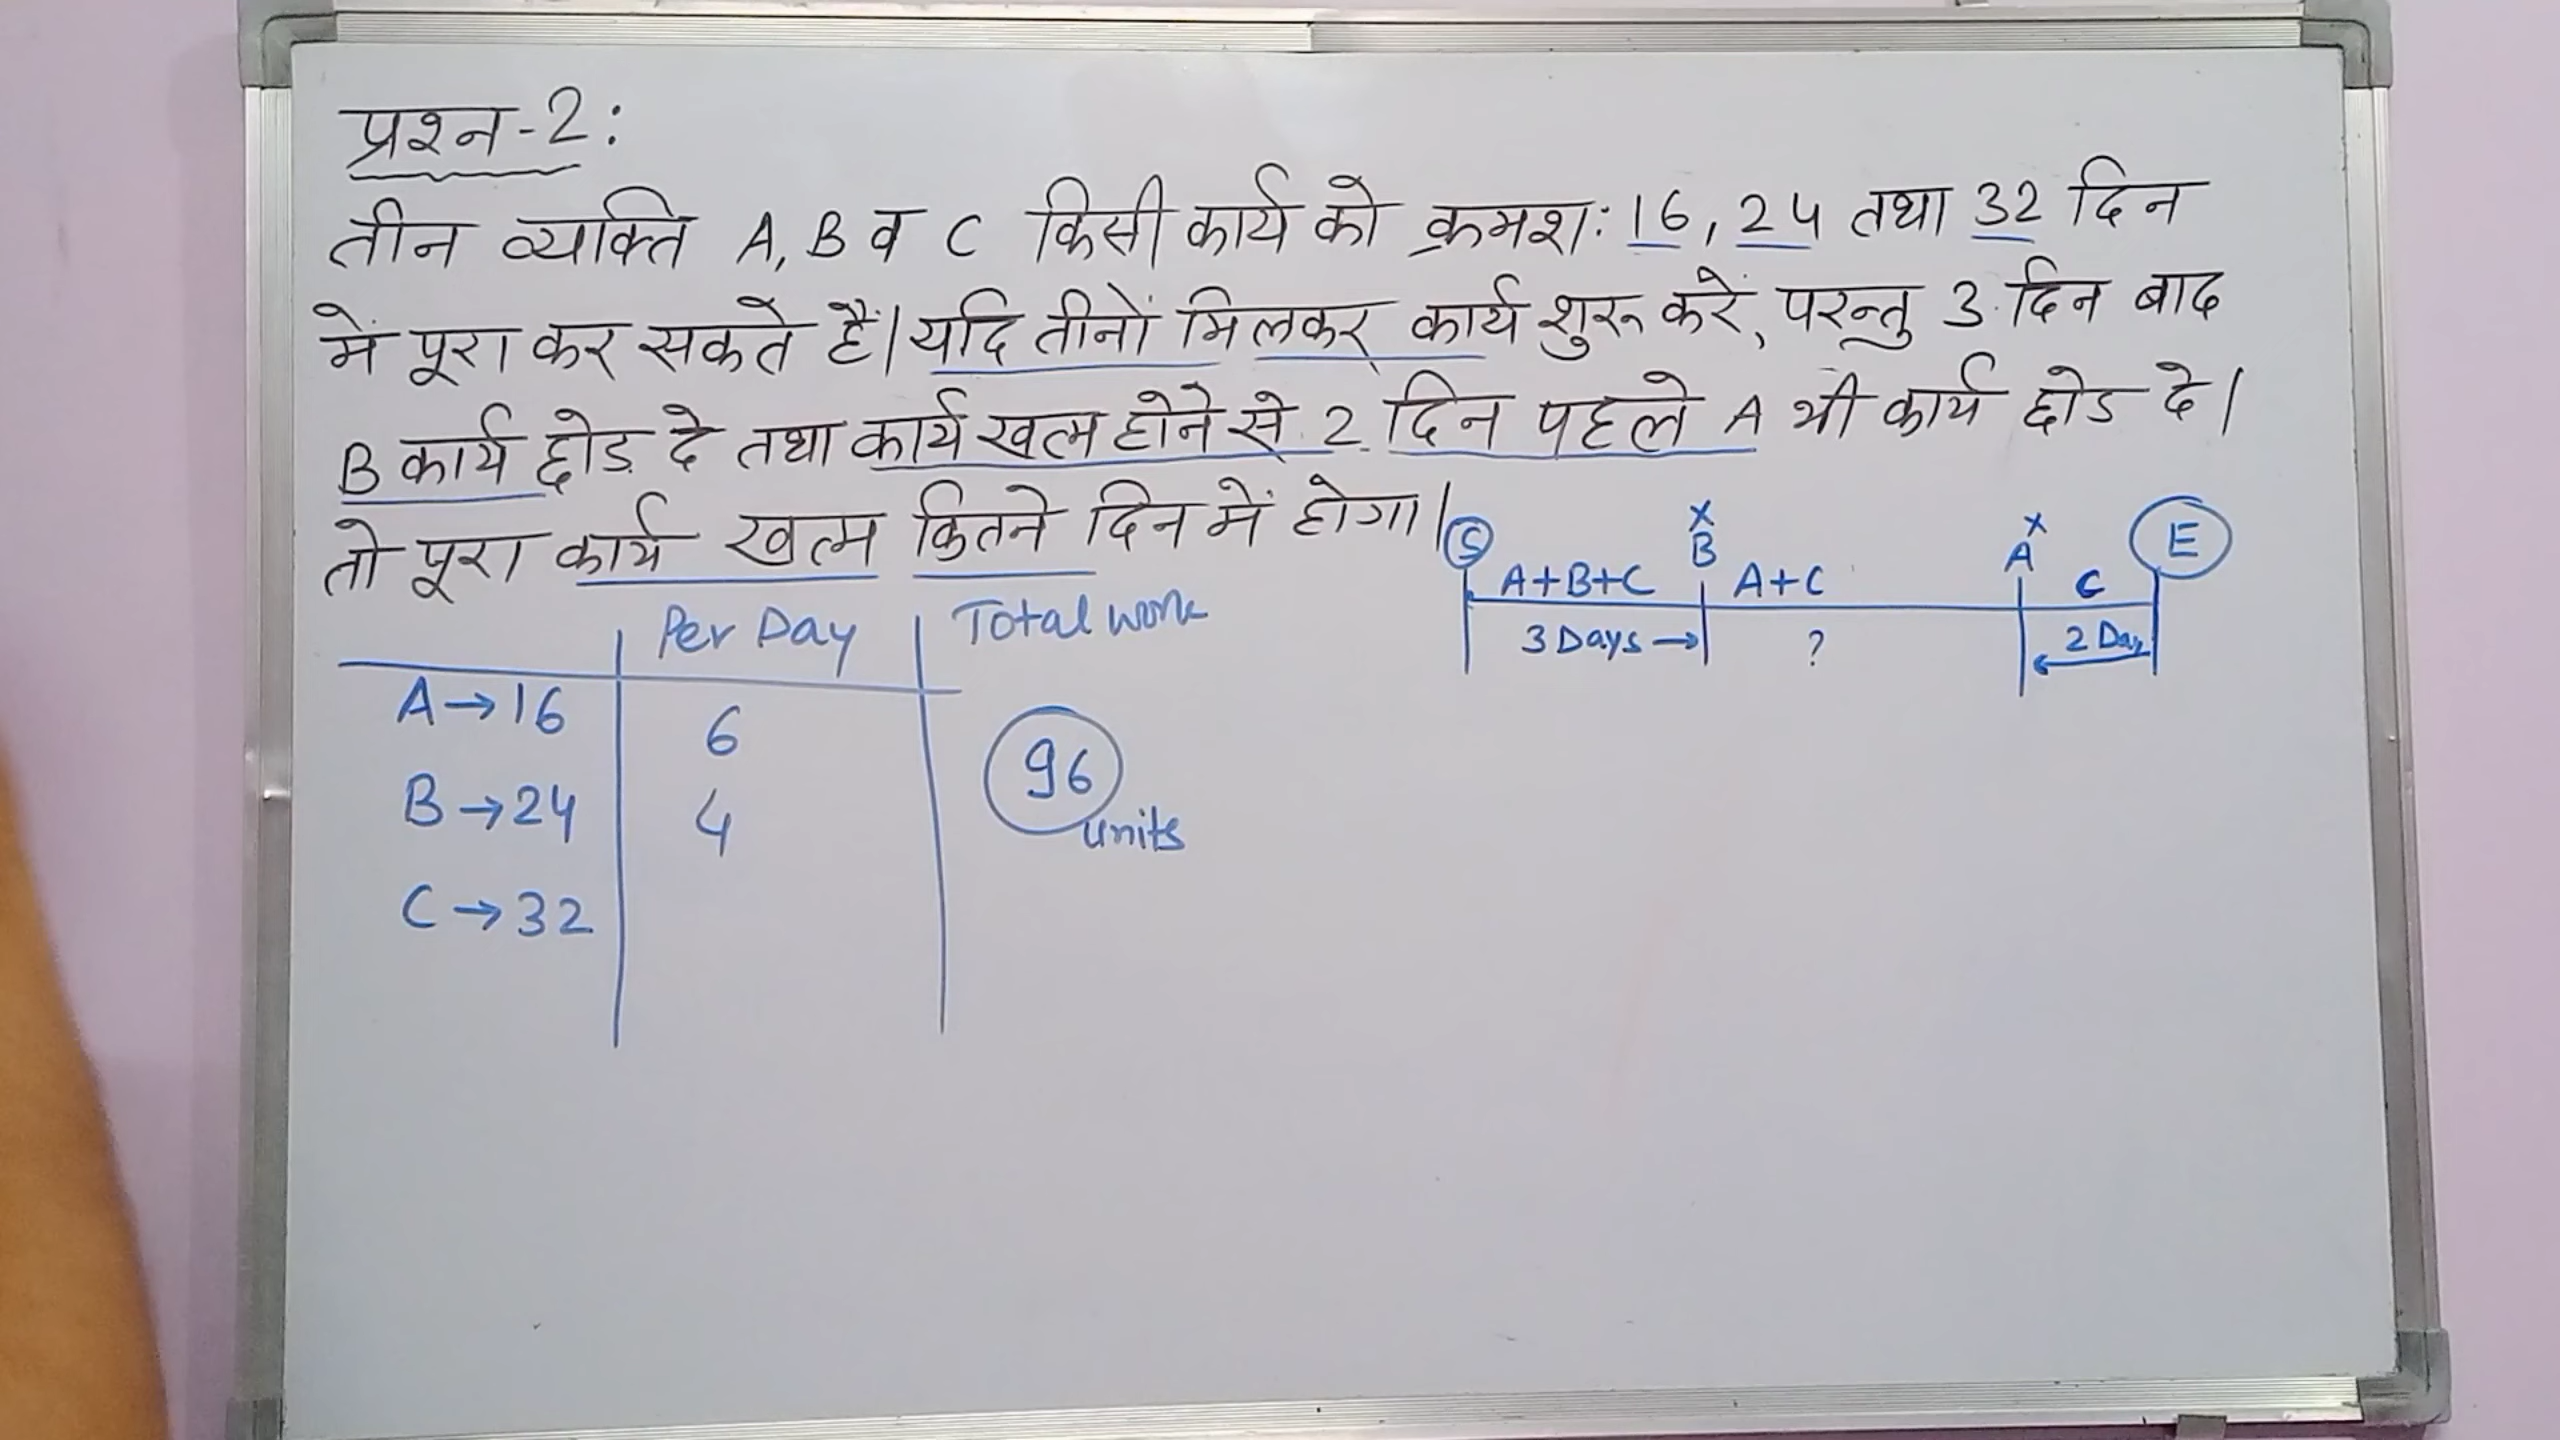 प्रश्न-2:
तीन व्यक्ति A, B व C किसी कार्य को क्रमश: 16, 24 तथा 32 दिन
में पूरा कर सकते हैं। यदि तीनों मिलकर कार्य शुरू करें, परन्तु 3 दिन बाद
B कार्य छोड़ दे तथा कार्य खत्म होने से 2 दिन पहले A भी कार्य छोड दे।
तो पूरा कार्य खत्म कितने दिन में होगा।
S X B X A E
A+B+C A+C C
3 Days → ? 2 Day
Per Day Total work
A→16 6
B→24 4
96 units
C→32